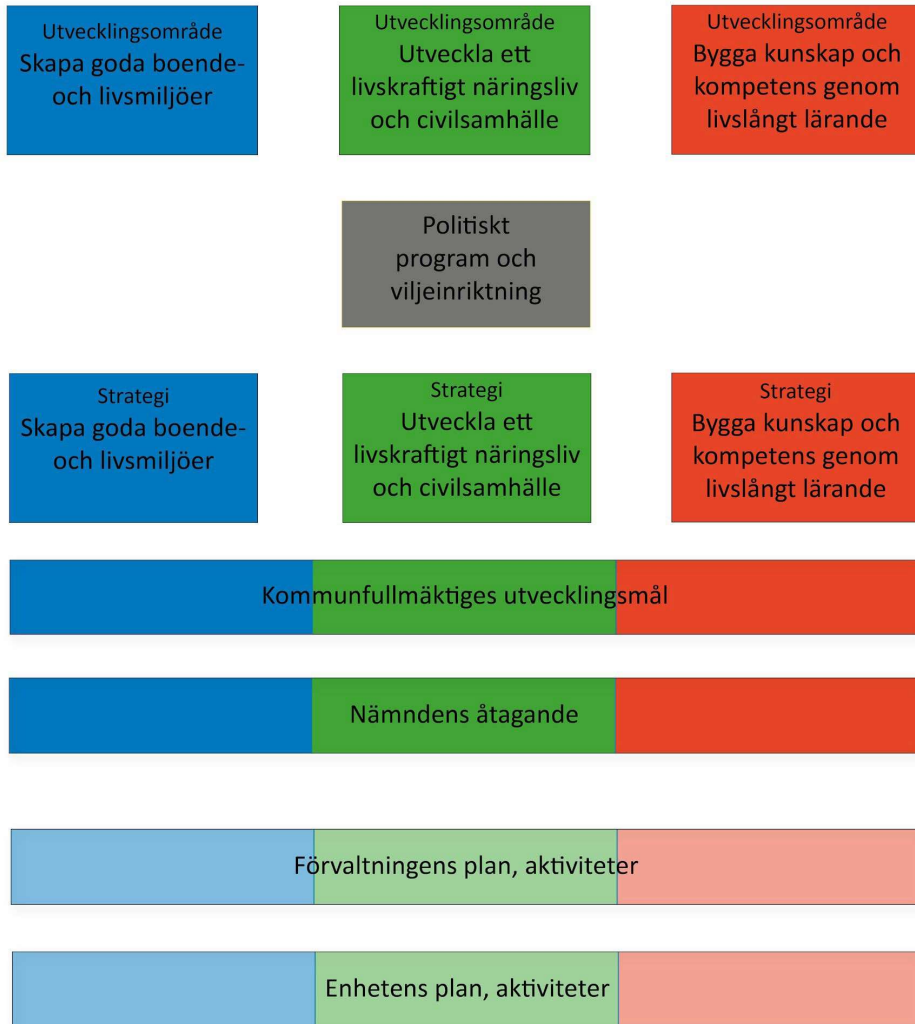 Utvecklingsområde
Skapa goda boende-
och livsmiljöer
Utvecklingsområde
Utveckla ett
livskraftigt näringsliv
och civilsamhälle
Utvecklingsområde
Bygga kunskap och
kompetens genom
livslångt lärande
Politiskt
program och
viljeinriktning
Strategi
Skapa goda boende-
och livsmiljöer
Strategi
Utveckla ett
livskraftigt näringsliv
och civilsamhälle
Strategi
Bygga kunskap och
kompetens genom
livslångt lärande
Kommunfullmäktiges utvecklingsmål
Nämndens åtagande
Förvaltningens plan, aktiviteter
Enhetens plan, aktiviteter